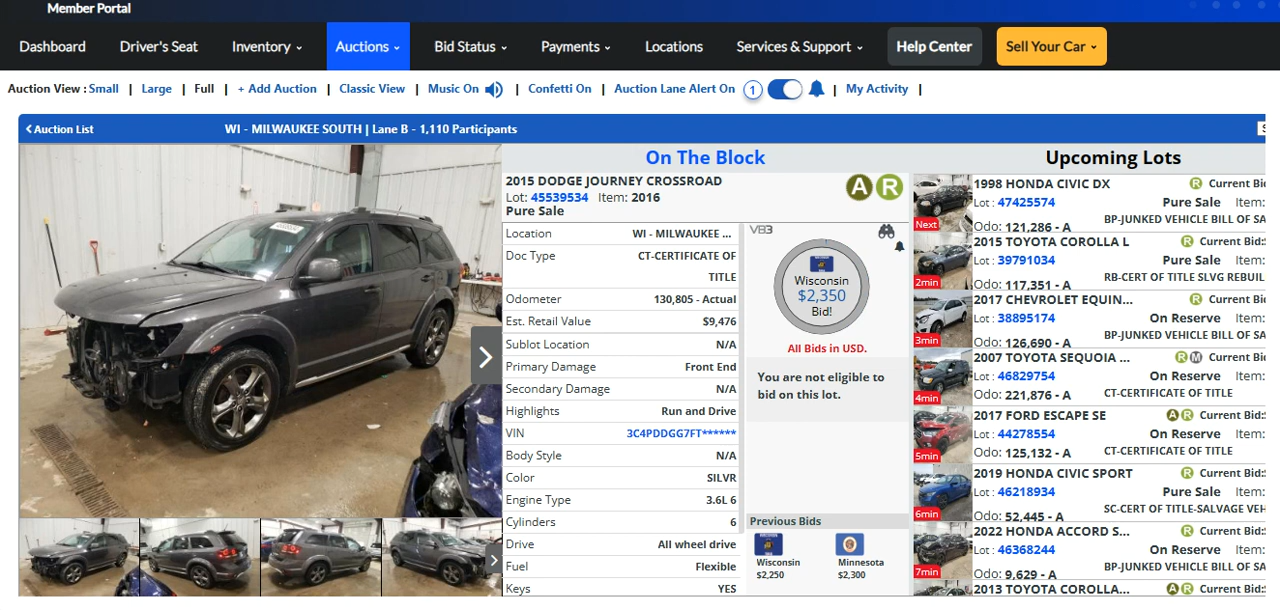 Member Portal
Dashboard Driver's Seat Inventory Auctions Bid Status Payments Locations Services & Support Help Center Sell Your Car
Auction View : Small | Large | Full | + Add Auction | Classic View | Music On | Confetti On | Auction Lane Alert On 1 | My Activity |
Auction List WI - MILWAUKEE SOUTH | Lane B - 1,110 Participants
On The Block
2015 DODGE JOURNEY CROSSROAD
Lot: 45539534 Item: 2016
Pure Sale
A R
Location WI - MILWAUKEE ...
Doc Type CT-CERTIFICATE OF
TITLE
Odometer 130,805 - Actual
Est. Retail Value $9,476
Sublot Location N/A
Primary Damage Front End
Secondary Damage N/A
Highlights Run and Drive
VIN 3C4PDDGG7FT******
Body Style N/A
Color SILVR
Engine Type 3.6L 6
Cylinders 6
Drive All wheel drive
Fuel Flexible
Keys YES
VB3
Wisconsin
$2,350
Bid!
All Bids in USD.
You are not eligible to
bid on this lot.
Previous Bids
Wisconsin
$2,250
Minnesota
$2,300
Upcoming Lots
1998 HONDA CIVIC DX R Current Bi
Lot : 47425574 Pure Sale Item:
BP-JUNKED VEHICLE BILL OF SA
Next
Odo: 121,286 - A
2015 TOYOTA COROLLA L R Current Bid:
Lot : 39791034 Pure Sale Item:
RB-CERT OF TITLE SLVG REBUIL
2min
Odo: 117,351 - A
2017 CHEVROLET EQUIN... R Current Bi
Lot : 38895174 On Reserve Item:
BP-JUNKED VEHICLE BILL OF SA
3min
Odo: 126,690 - A
2007 TOYOTA SEQUOIA ... R M Current Bi
Lot : 46829754 On Reserve Item:
CT-CERTIFICATE OF TITLE
4min
Odo: 221,876 - A
2017 FORD ESCAPE SE A R Current Bid:
Lot : 44278554 On Reserve Item:
CT-CERTIFICATE OF TITLE
5min
Odo: 125,132 - A
2019 HONDA CIVIC SPORT R Current Bid:
Lot : 46218934 Pure Sale Item:
SC-CERT OF TITLE-SALVAGE VEH
6min
Odo: 52,445 - A
2022 HONDA ACCORD S... R Current Bid:
Lot : 46368244 On Reserve Item:
BP-JUNKED VEHICLE BILL OF SA
7min
Odo: 9,629 - A
2013 TOYOTA COROLLA... A R Current Bid: